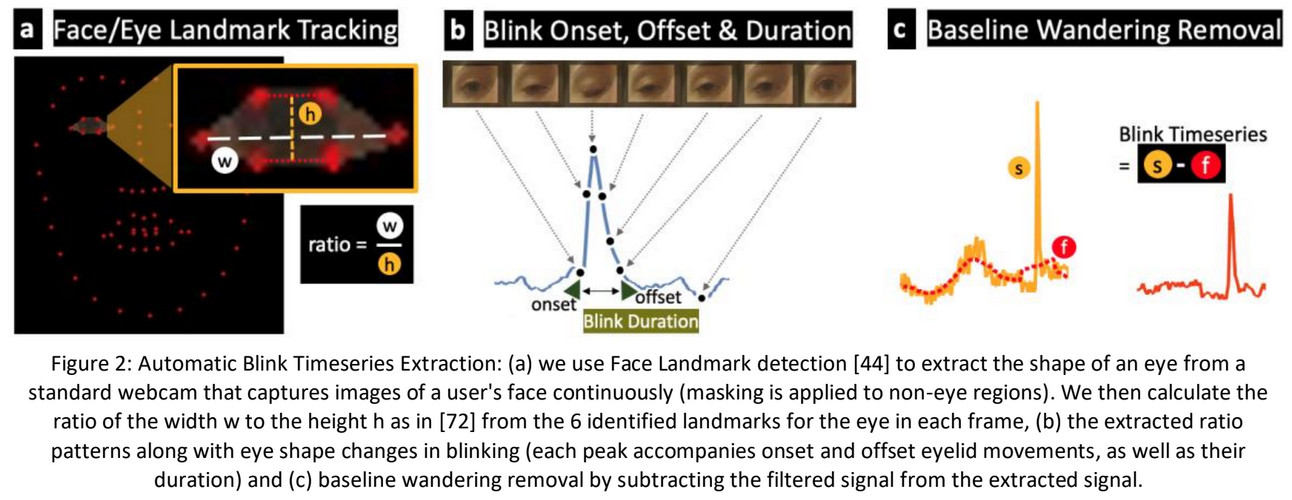 a Face/Eye Landmark Tracking
h
w
ratio = w
h
b Blink Onset, Offset & Duration
onset offset
Blink Duration
c Baseline Wandering Removal
s
f
Blink Timeseries
= s - f
Figure 2: Automatic Blink Timeseries Extraction: (a) we use Face Landmark detection [44] to extract the shape of an eye from a
standard webcam that captures images of a user's face continuously (masking is applied to non-eye regions). We then calculate the
ratio of the width w to the height h as in [72] from the 6 identified landmarks for the eye in each frame, (b) the extracted ratio
patterns along with eye shape changes in blinking (each peak accompanies onset and offset eyelid movements, as well as their
duration) and (c) baseline wandering removal by subtracting the filtered signal from the extracted signal.